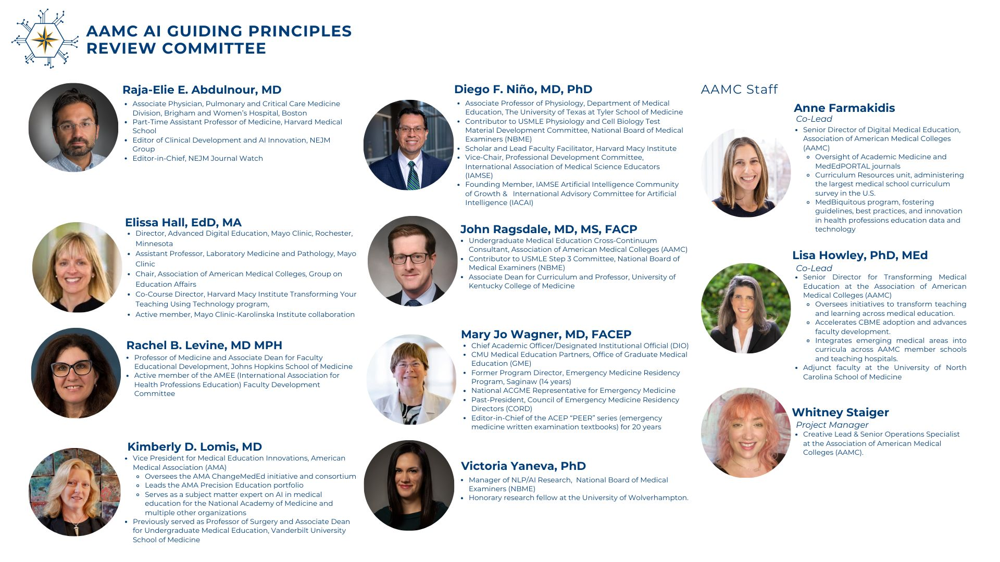 AAMC AI GUIDING PRINCIPLES
REVIEW COMMITTEE
Raja-Elie E. Abdulnour, MD
• Associate Physician, Pulmonary and Critical Care Medicine
Division, Brigham and Women's Hospital, Boston
• Part-Time Assistant Professor of Medicine, Harvard Medical
School
• Editor of Clinical Development and AI Innovation, NEJM
Group
• Editor-in-Chief, NEJM Journal Watch
Elissa Hall, EdD, MA
• Director, Advanced Digital Education, Mayo Clinic, Rochester,
Minnesota
• Assistant Professor, Laboratory Medicine and Pathology, Mayo
Clinic
• Chair, Association of American Medical Colleges, Group on
Education Affairs
• Co-Course Director, Harvard Macy Institute Transforming Your
Teaching Using Technology program,
• Active member, Mayo Clinic-Karolinska Institute collaboration
Rachel B. Levine, MD MPH
• Professor of Medicine and Associate Dean for Faculty
Educational Development, Johns Hopkins School of Medicine
• Active member of the AMEE (International Association for
Health Professions Education) Faculty Development
Committee
Kimberly D. Lomis, MD
• Vice President for Medical Education Innovations, American
Medical Association (AMA)
◦ Oversees the AMA ChangeMedEd initiative and consortium
◦ Leads the AMA Precision Education portfolio
◦ Serves as a subject matter expert on AI in medical
education for the National Academy of Medicine and
multiple other organizations
• Previously served as Professor of Surgery and Associate Dean
for Undergraduate Medical Education, Vanderbilt University
School of Medicine
Diego F. Niño, MD, PhD
• Associate Professor of Physiology, Department of Medical
Education, The University of Texas at Tyler School of Medicine
• Contributor to USMLE Physiology and Cell Biology Test
Material Development Committee, National Board of Medical
Examiners (NBME)
• Scholar and Lead Faculty Facilitator, Harvard Macy Institute
• Vice-Chair, Professional Development Committee,
International Association of Medical Science Educators
(IAMSE)
• Founding Member, IAMSE Artificial Intelligence Community
of Growth & International Advisory Committee for Artificial
Intelligence (IACAI)
John Ragsdale, MD, MS, FACP
• Undergraduate Medical Education Cross-Continuum
Consultant, Association of American Medical Colleges (AAMC)
• Contributor to USMLE Step 3 Committee, National Board of
Medical Examiners (NBME)
• Associate Dean for Curriculum and Professor, University of
Kentucky College of Medicine
Mary Jo Wagner, MD, FACEP
• Chief Academic Officer/Designated Institutional Official (DIO)
• CMU Medical Education Partners, Office of Graduate Medical
Education (GME)
• Former Program Director, Emergency Medicine Residency
Program, Saginaw (14 years)
• National ACGME Representative for Emergency Medicine
• Past-President, Council of Emergency Medicine Residency
Directors (CORD)
• Editor-in-Chief of the ACEP “PEER” series (emergency
medicine written examination textbooks) for 20 years
Victoria Yaneva, PhD
• Manager of NLP/AI Research, National Board of Medical
Examiners (NBME)
• Honorary research fellow at the University of Wolverhampton.
AAMC Staff
Anne Farmakidis
Co-Lead
• Senior Director of Digital Medical Education,
Association of American Medical Colleges
(AAMC)
◦ Oversight of Academic Medicine and
MedEdPORTAL journals
◦ Curriculum Resources unit, administering
the largest medical school curriculum
survey in the U.S.
◦ MedBiquitous program, fostering
guidelines, best practices, and innovation
in health professions education data and
technology
Lisa Howley, PhD, MEd
Co-Lead
• Senior Director for Transforming Medical
Education at the Association of American
Medical Colleges (AAMC)
◦ Oversees initiatives to transform teaching
and learning across medical education.
◦ Accelerates CBME adoption and advances
faculty development.
◦ Integrates emerging medical areas into
curricula across AAMC member schools
and teaching hospitals.
• Adjunct faculty at the University of North
Carolina School of Medicine
Whitney Staiger
Project Manager
• Creative Lead & Senior Operations Specialist
at the Association of American Medical
Colleges (AAMC).